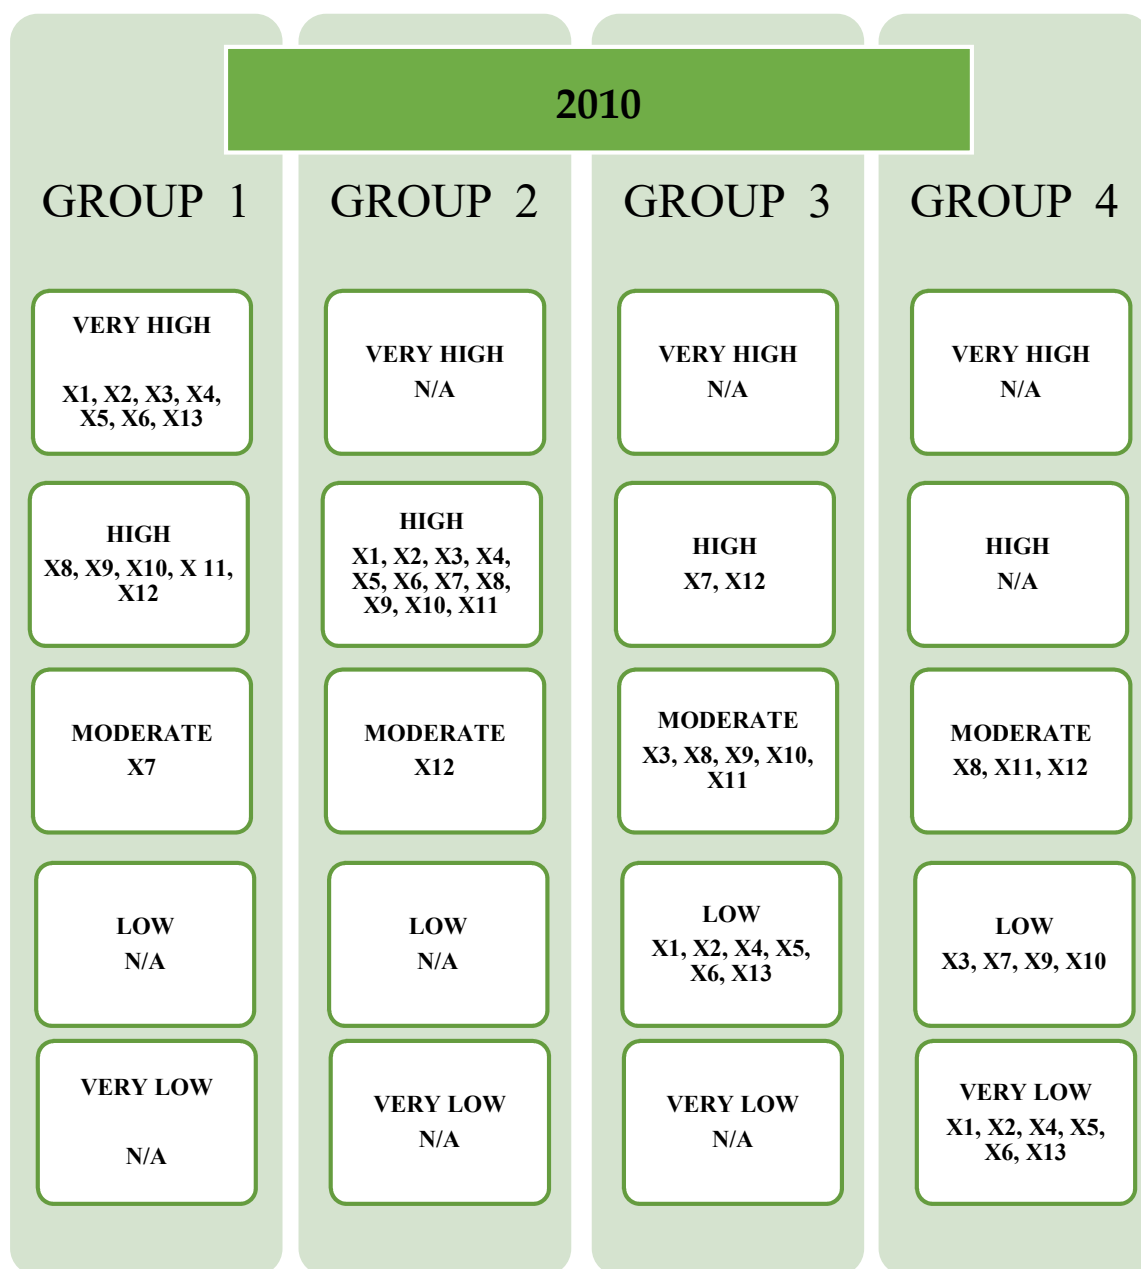 2010
GROUP 1
VERY HIGH
X1, X2, X3, X4,
X5, X6, X13
HIGH
X8, X9, X10, X 11,
X12
MODERATE
X7
LOW
N/A
VERY LOW
N/A
GROUP 2
VERY HIGH
N/A
HIGH
X1, X2, X3, X4,
X5, X6, X7, X8,
X9, X10, X11
MODERATE
X12
LOW
N/A
VERY LOW
N/A
GROUP 3
VERY HIGH
N/A
HIGH
X7, X12
MODERATE
X3, X8, X9, X10,
X11
LOW
X1, X2, X4, X5,
X6, X13
VERY LOW
N/A
GROUP 4
VERY HIGH
N/A
HIGH
N/A
MODERATE
X8, X11, X12
LOW
X3, X7, X9, X10
VERY LOW
X1, X2, X4, X5,
X6, X13